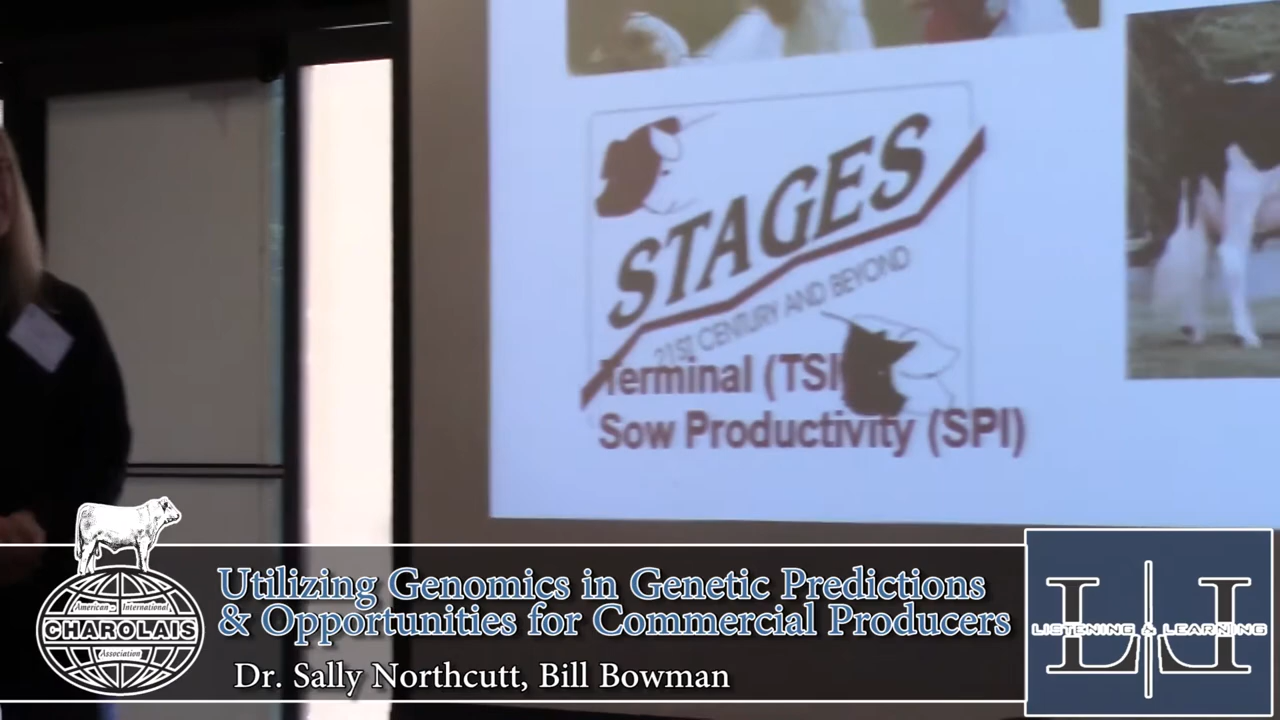 STAGES
21ST CENTURY AND BEYOND
Terminal (TSI
Sow Productivity (SPI)
Utilizing Genomics in Genetic Predictions
& Opportunities for Commercial Producers
Dr. Sally Northcutt, Bill Bowman
American International
CHAROLAIS
Association
LL
LISTENING & LEARNING